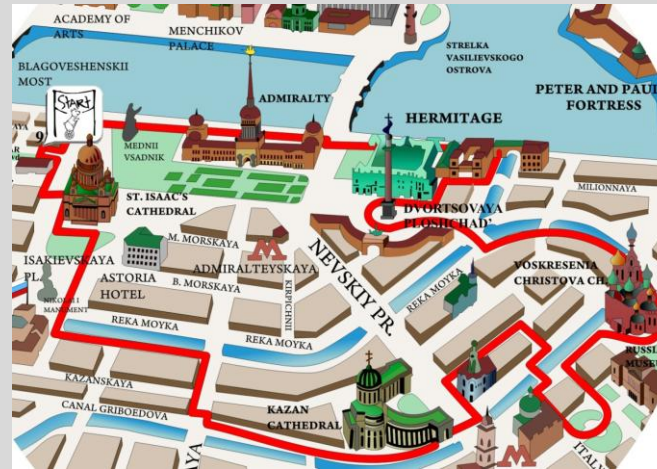 ACADEMY OF
ARTS
MENCHIKOV
PALACE
STRELKA
VASILIEVSKOGO
OSTROVA
BLAGOVESHENSKII
MOST
PETER AND PAUL
FORTRESS
START
ADMIRALTY
HERMITAGE
MEDNII
VSADNIK
MILIONNAYA
ST. ISAAC'S
CATHEDRAL
DVORTSOVAYA
PLOSHCHAD'
M. MORSKAYA
NEVSKIY PR.
ISAKIEVSKAYA
PL.
ASTORIA
HOTEL
ADMIRALTEYSKAYA
B. MORSKAYA
KIRPICHNII
REKA MOYKA
VOSKRESENIA
CHRISTOVA CH.
NIKOLAI I
MANUMENT
REKA MOYKA
REKA MOYKA
KAZANSKAYA
CANAL GRIBOEDOVA
KAZAN
CATHEDRAL